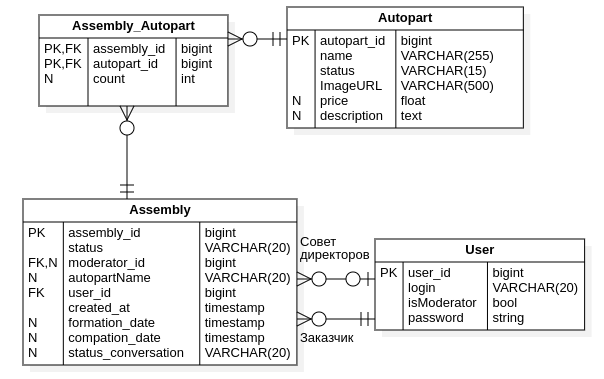 Assembly_Autopart
PK,FK assembly_id bigint
PK,FK autopart_id bigint
N count int
Autopart
PK autopart_id bigint
name VARCHAR(255)
status VARCHAR(15)
ImageURL VARCHAR(500)
N price float
N description text
Assembly
PK assembly_id bigint
status VARCHAR(20)
FK,N moderator_id bigint
N autopartName VARCHAR(20)
FK user_id bigint
created_at timestamp
N formation_date timestamp
N compation_date timestamp
N status_conversation VARCHAR(20)
Совет
директоров
Заказчик
User
PK user_id bigint
login VARCHAR(20)
isModerator bool
password string